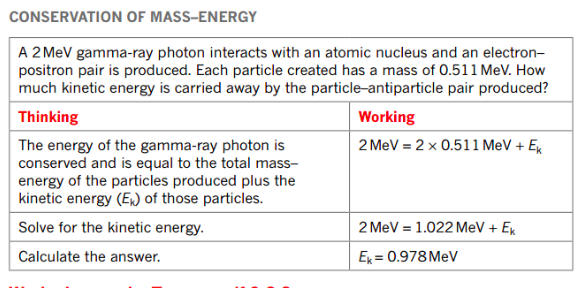 CONSERVATION OF MASS–ENERGY
A 2 MeV gamma-ray photon interacts with an atomic nucleus and an electron–
positron pair is produced. Each particle created has a mass of 0.511 MeV. How
much kinetic energy is carried away by the particle–antiparticle pair produced?
Thinking
Working
The energy of the gamma-ray photon is
conserved and is equal to the total mass–
energy of the particles produced plus the
kinetic energy (Eₖ) of those particles.
2 MeV = 2 × 0.511 MeV + Eₖ
Solve for the kinetic energy.
2 MeV = 1.022 MeV + Eₖ
Calculate the answer.
Eₖ = 0.978 MeV